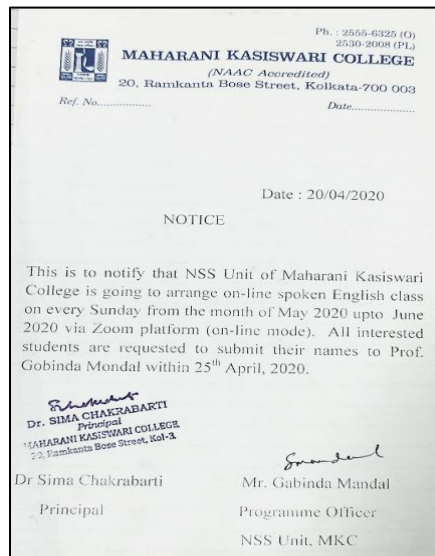 Ph. : 2555-6325 (O)
2530-2008 (PL)
MAHARANI KASISWARI COLLEGE
(NAAC Accredited)
20, Ramkanta Bose Street, Kolkata-700 003
Ref. No................
Date....................
Date : 20/04/2020
NOTICE
This is to notify that NSS Unit of Maharani Kasiswari
College is going to arrange on-line spoken English class
on every Sunday from the month of May 2020 upto June
2020 via Zoom platform (on-line mode). All interested
students are requested to submit their names to Prof.
Gobinda Mondal within 25th April, 2020.
Dr. SIMA CHAKRABARTI
Principal
MAHARANI KASISWARI COLLEGE
20, Ramkanta Bose Street, Kol-3.
Dr Sima Chakrabarti
Principal
Mr. Gabinda Mandal
Programme Officer
NSS Unit, MKC